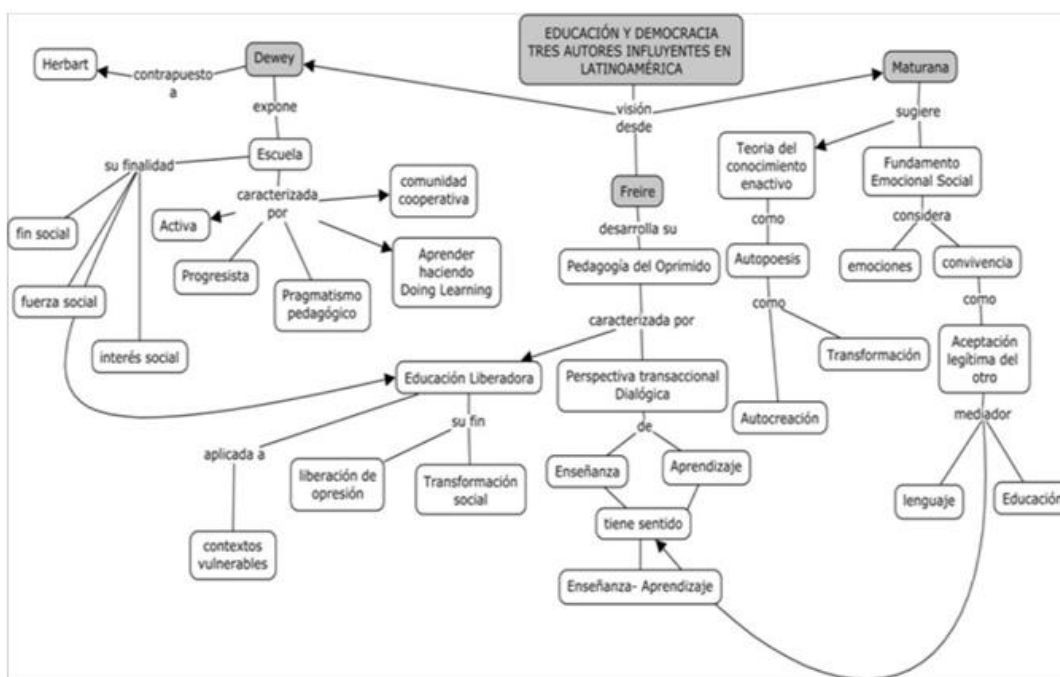 EDUCACIÓN Y DEMOCRACIA
TRES AUTORES INFLUYENTES EN
LATINOAMÉRICA
visión
desde
Dewey
contrapuesto
a
Herbart
expone
Escuela
su finalidad
fin social
fuerza social
interés social
caracterizada
por
Activa
Progresista
Pragmatismo
pedagógico
Aprender
haciendo
Doing Learning
comunidad
cooperativa
Freire
desarrolla su
Pedagogía del Oprimido
caracterizada por
Educación Liberadora
aplicada a
contextos
vulnerables
su fin
liberación de
opresión
Transformación
social
Perspectiva transaccional
Dialógica
de
Enseñanza
Aprendizaje
tiene sentido
Enseñanza- Aprendizaje
Maturana
sugiere
Teoria del
conocimiento
enactivo
como
Autopoesis
como
Autocreación
Transformación
Fundamento
Emocional Social
considera
emociones
convivencia
como
Aceptación
legítima del
otro
mediador
lenguaje
Educación